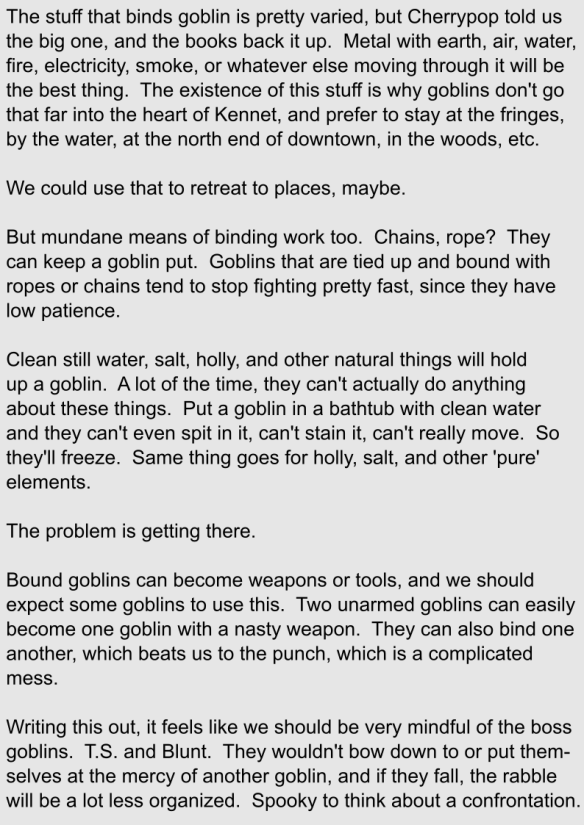 The stuff that binds goblin is pretty varied, but Cherrypop told us
the big one, and the books back it up.  Metal with earth, air, water,
fire, electricity, smoke, or whatever else moving through it will be
the best thing.  The existence of this stuff is why goblins don't go
that far into the heart of Kennet, and prefer to stay at the fringes,
by the water, at the north end of downtown, in the woods, etc.

We could use that to retreat to places, maybe.

But mundane means of binding work too.  Chains, rope?  They
can keep a goblin put.  Goblins that are tied up and bound with
ropes or chains tend to stop fighting pretty fast, since they have
low patience.

Clean still water, salt, holly, and other natural things will hold
up a goblin.  A lot of the time, they can't actually do anything
about these things.  Put a goblin in a bathtub with clean water
and they can't even spit in it, can't stain it, can't really move.  So
they'll freeze.  Same thing goes for holly, salt, and other 'pure'
elements.

The problem is getting there.

Bound goblins can become weapons or tools, and we should
expect some goblins to use this.  Two unarmed goblins can easily
become one goblin with a nasty weapon.  They can also bind one
another, which beats us to the punch, which is a complicated
mess.

Writing this out, it feels like we should be very mindful of the boss
goblins.  T.S. and Blunt.  They wouldn't bow down to or put them-
selves at the mercy of another goblin, and if they fall, the rabble
will be a lot less organized.  Spooky to think about a confrontation.